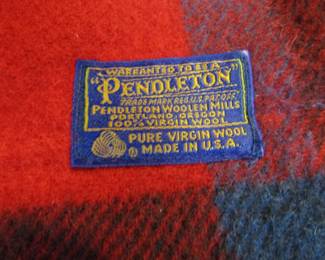 WARRANTED TO BE A
"PENDLETON"
TRADE MARK REG. U.S. PAT. OFF.
PENDLETON WOOLEN MILLS
PORTLAND, OREGON
100% VIRGIN WOOL
PURE VIRGIN WOOL
® MADE IN U.S.A.